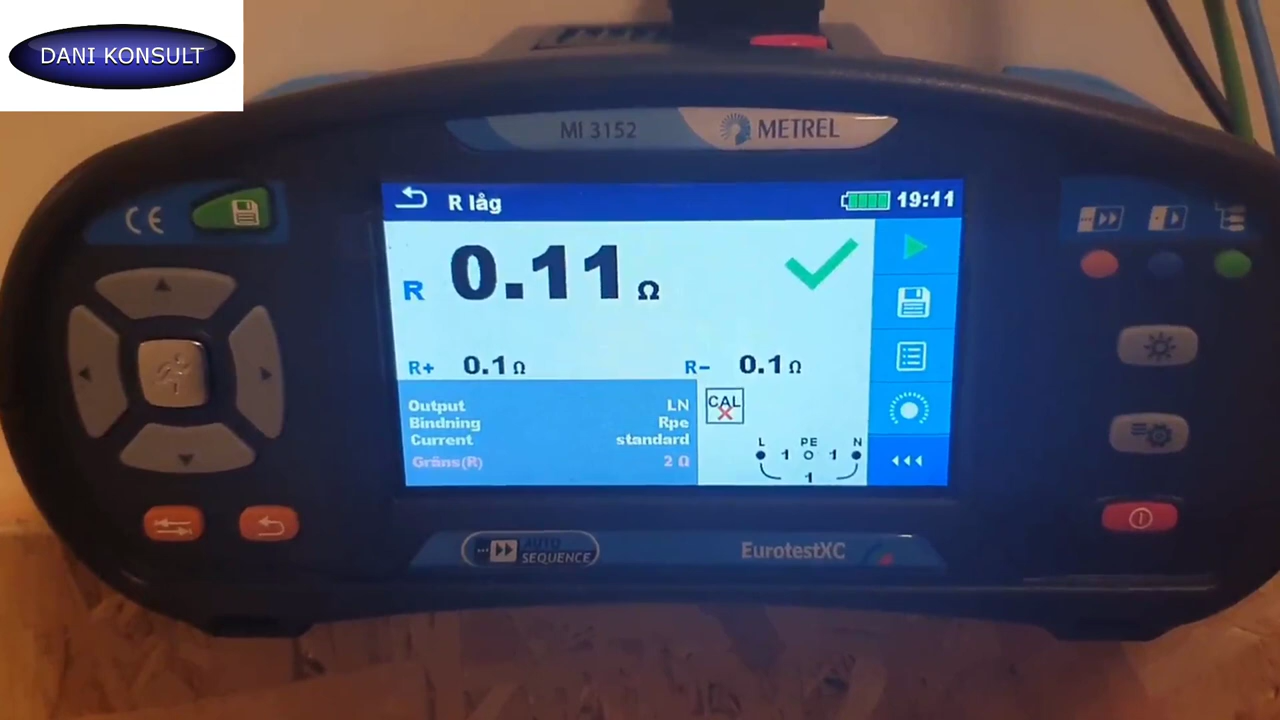 DANI KONSULT
MI 3152 METREL
CE
R låg 19:11
R 0.11 Ω
R+ 0.1 Ω R- 0.1 Ω
Output LN
Bindning Rpe
Current standard
Gräns(R) 2 Ω
CAL
L PE N
1 1
1
AUTO
SEQUENCE
EurotestXC